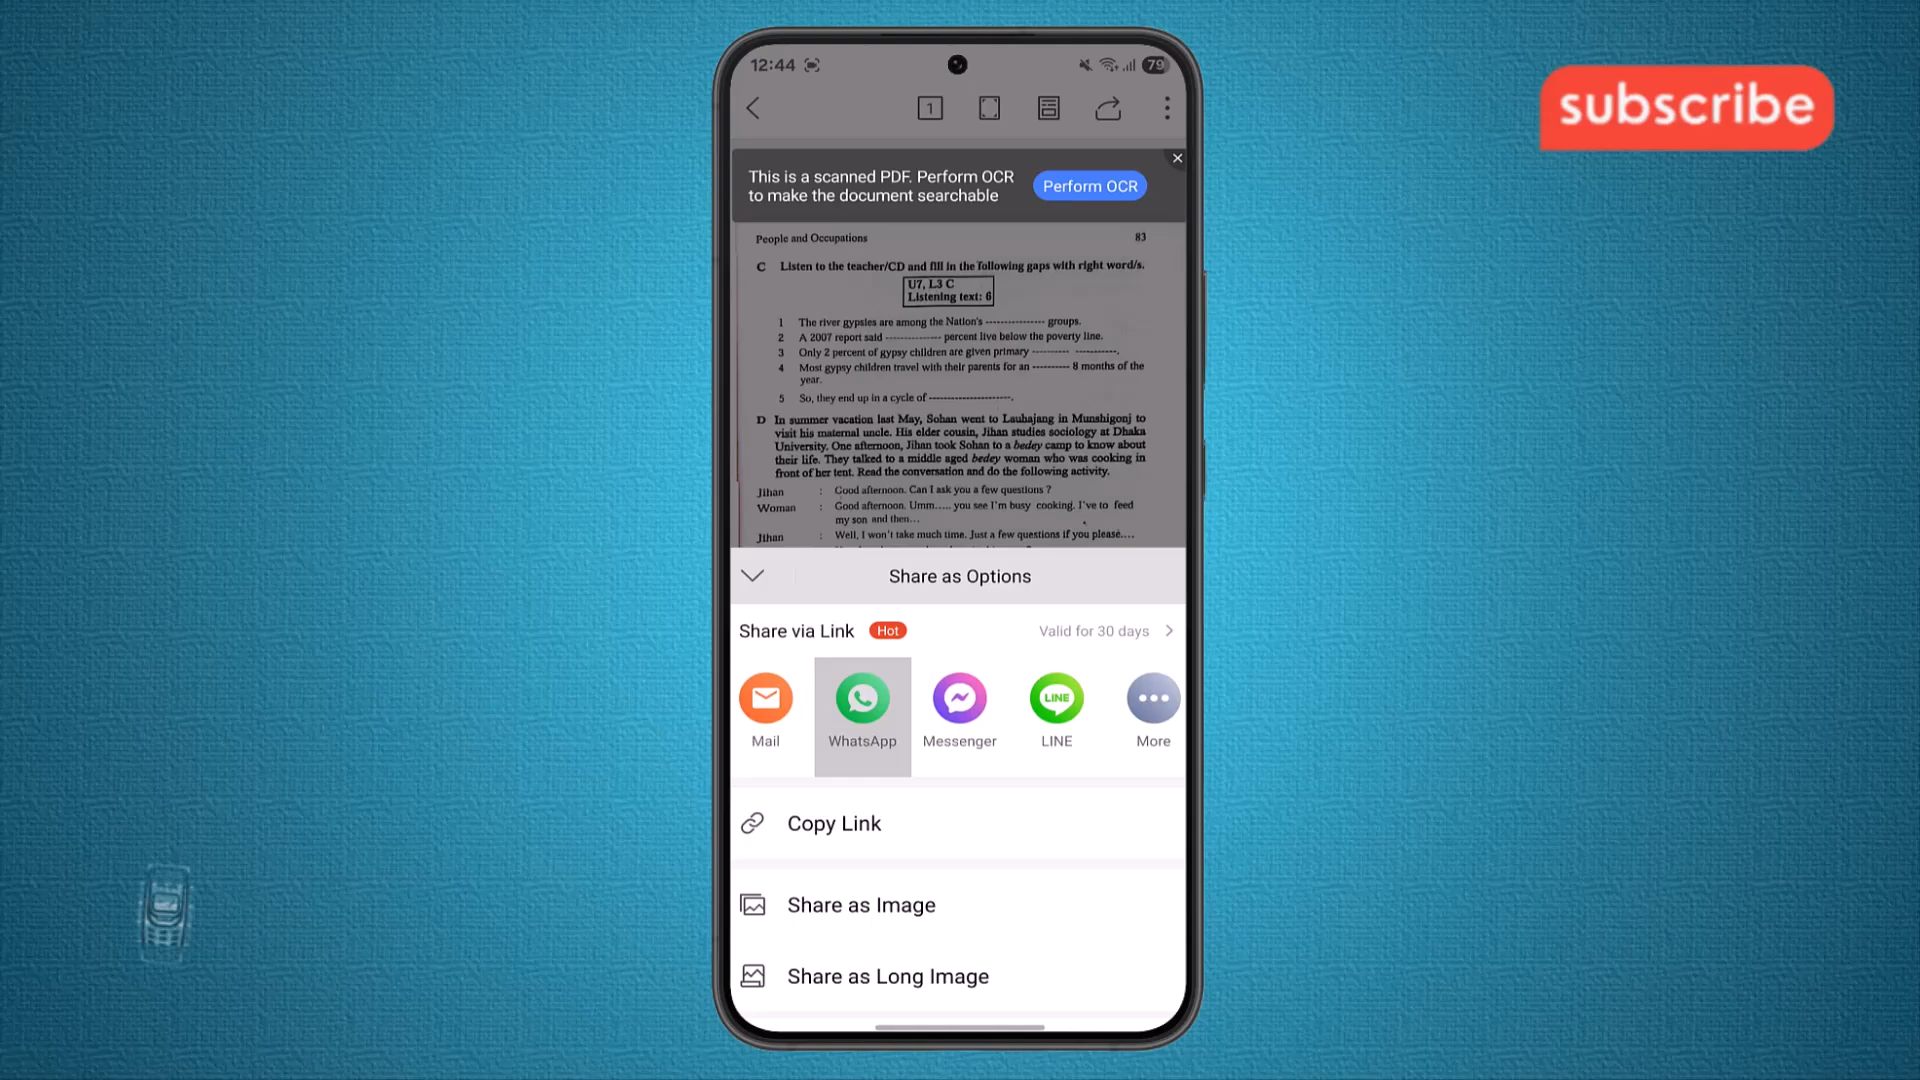 subscribe
12:44
79
1
This is a scanned PDF. Perform OCR
to make the document searchable
Perform OCR
People and Occupations 83
C Listen to the teacher/CD and fill in the following gaps with right word/s.
U7, L3 C
Listening text: 6
1 The river gypsies are among the Nation's --------------- groups.
2 A 2007 report said -------------- percent live below the poverty line.
3 Only 2 percent of gypsy children are given primary ---------- -----------.
4 Most gypsy children travel with their parents for an ---------- 8 months of the
year.
5 So, they end up in a cycle of ---------------------.
D In summer vacation last May, Sohan went to Lauhajang in Munshigonj to
visit his maternal uncle. His elder cousin, Jihan studies sociology at Dhaka
University. One afternoon, Jihan took Sohan to a bedey camp to know about
their life. They talked to a middle aged bedey woman who was cooking in
front of her tent. Read the conversation and do the following activity.
Jihan : Good afternoon. Can I ask you a few questions ?
Woman : Good afternoon. Umm..... you see I'm busy cooking. I've to feed
my son and then...
Jihan : Well, I won't take much time. Just a few questions if you please....
Share as Options
Share via Link Hot Valid for 30 days
LINE
Mail WhatsApp Messenger LINE More
Copy Link
Share as Image
Share as Long Image